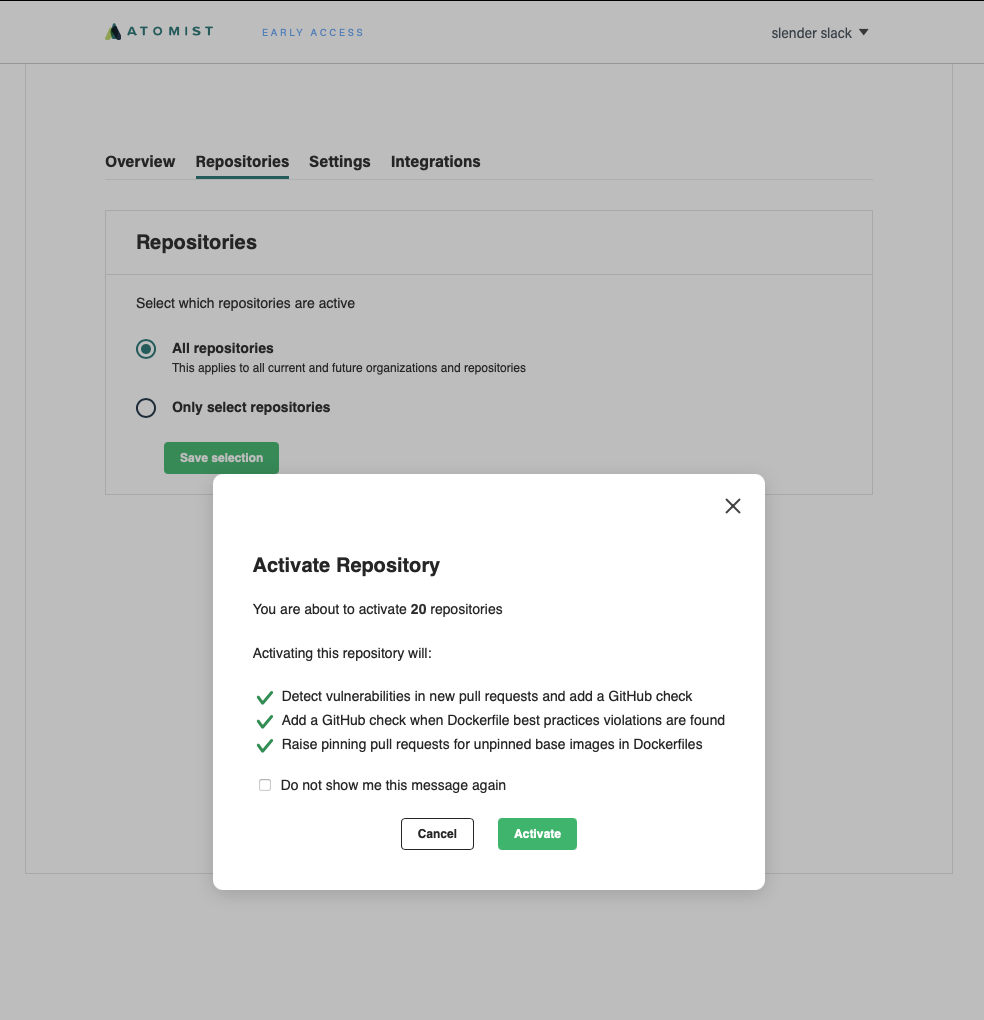 ATOMIST EARLY ACCESS slender slack
Overview Repositories Settings Integrations
Repositories
Select which repositories are active
All repositories
This applies to all current and future organizations and repositories
Only select repositories
Save selection
Activate Repository
You are about to activate 20 repositories
Activating this repository will:
Detect vulnerabilities in new pull requests and add a GitHub check
Add a GitHub check when Dockerfile best practices violations are found
Raise pinning pull requests for unpinned base images in Dockerfiles
Do not show me this message again
Cancel Activate